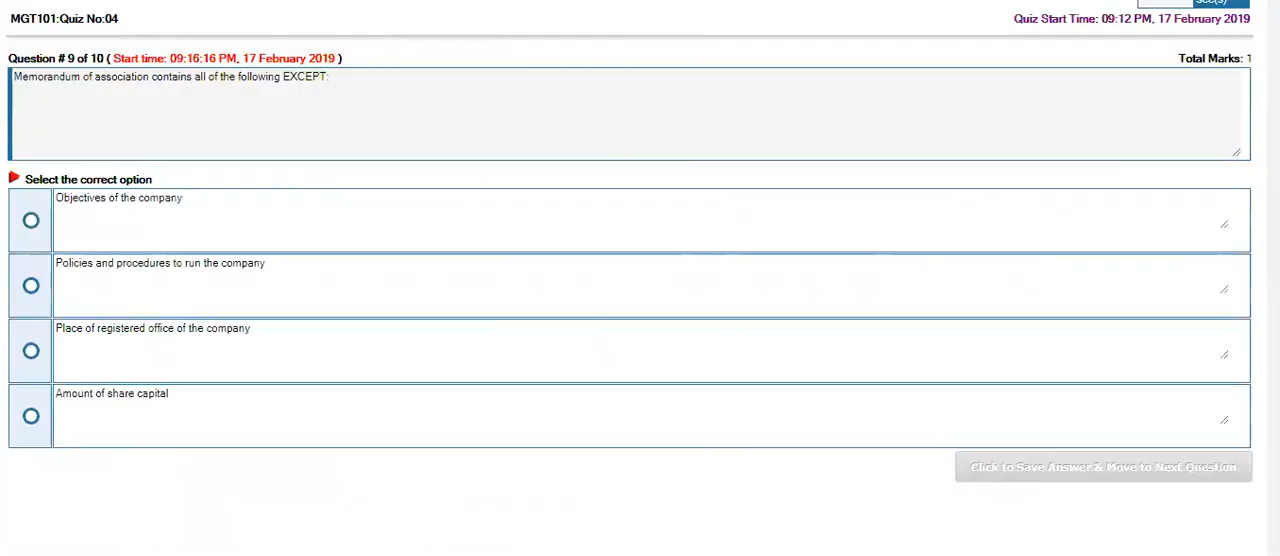 sec(s)
MGT101:Quiz No:04
Quiz Start Time: 09:12 PM, 17 February 2019
Question # 9 of 10 ( Start time: 09:16:16 PM, 17 February 2019 )
Total Marks: 1
Memorandum of association contains all of the following EXCEPT:
Select the correct option
Objectives of the company
Policies and procedures to run the company
Place of registered office of the company
Amount of share capital
Click to Save Answer & Move to Next Question